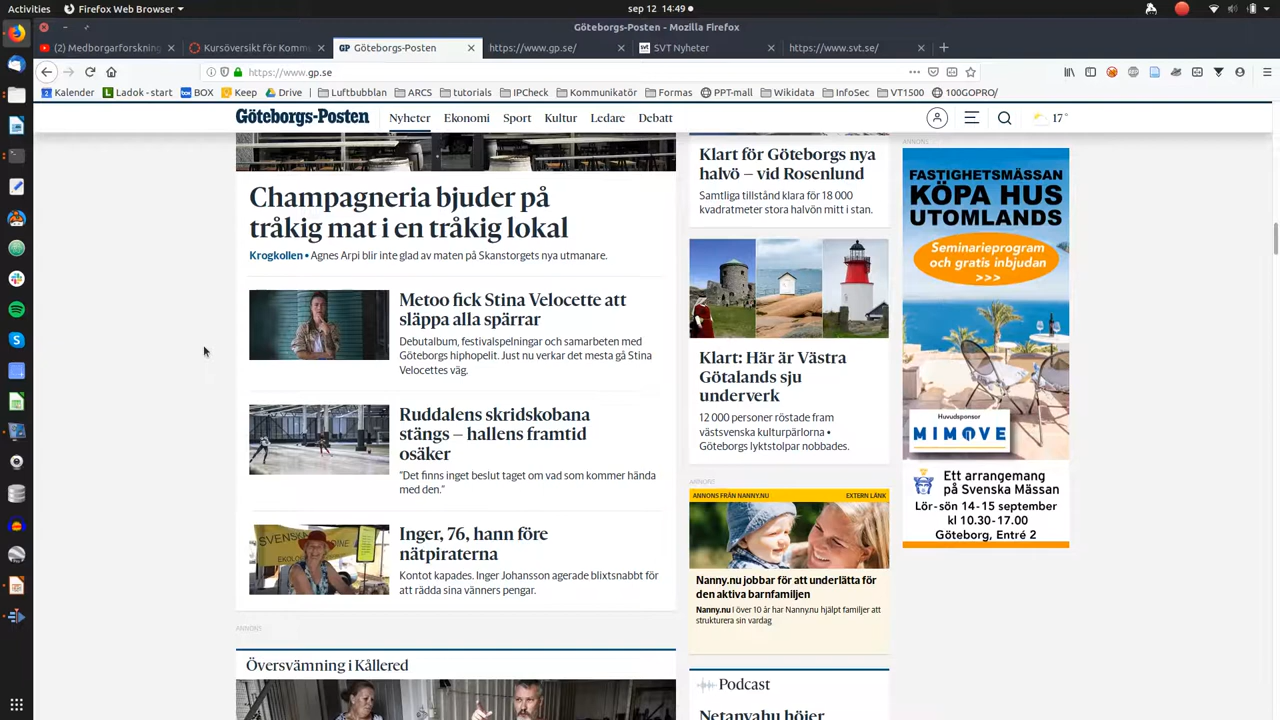 Activities
Firefox Web Browser
sep 12 14:49
Göteborgs-Posten - Mozilla Firefox
(2) Medborgarforskning
Kursöversikt för Kommu
GP Göteborgs-Posten
https://www.gp.se/
SVT Nyheter
https://www.svt.se/
https://www.gp.se
Kalender
Ladok - start
BOX
Keep
Drive
Luftbubblan
ARCS
tutorials
IPCheck
Kommunikatör
Formas
PPT-mall
Wikidata
InfoSec
VT1500
100GOPRO/
Göteborgs-Posten
Nyheter
Ekonomi
Sport
Kultur
Ledare
Debatt
17°
Champagneria bjuder på
tråkig mat i en tråkig lokal
Krogkollen • Agnes Arpi blir inte glad av maten på Skanstorgets nya utmanare.
Metoo fick Stina Velocette att
släppa alla spärrar
Debutalbum, festivalspelningar och samarbeten med
Göteborgs hiphopelit. Just nu verkar det mesta gå Stina
Velocettes väg.
Ruddalens skridskobana
stängs – hallens framtid
osäker
"Det finns inget beslut taget om vad som kommer hända
med den."
SVENSK
Inger, 76, hann före
nätpiraterna
Kontot kapades. Inger Johansson agerade blixtsnabbt för
att rädda sina vänners pengar.
ANNONS
Översvämning i Kållered
Klart för Göteborgs nya
halvö – vid Rosenlund
Samtliga tillstånd klara för 18 000
kvadratmeter stora halvön mitt i stan.
Klart: Här är Västra
Götalands sju
underverk
12 000 personer röstade fram
västsvenska kulturpärlorna •
Göteborgs lyktstolpar nobbades.
ANNONS
ANNONS FRÅN NANNY.NU
EXTERN LÄNK
Nanny.nu jobbar för att underlätta för
den aktiva barnfamiljen
Nanny.nu I över 10 år har Nanny.nu hjälpt familjer att
strukturera sin vardag
Podcast
Netanyahu höjer
ANNONS
FASTIGHETSMÄSSAN
KÖPA HUS
UTOMLANDS
Seminarieprogram
och gratis inbjudan
>>>
Huvudsponsor
MIMOVE
Ett arrangemang
på Svenska Mässan
Lör-sön 14-15 september
kl 10.30-17.00
Göteborg, Entré 2